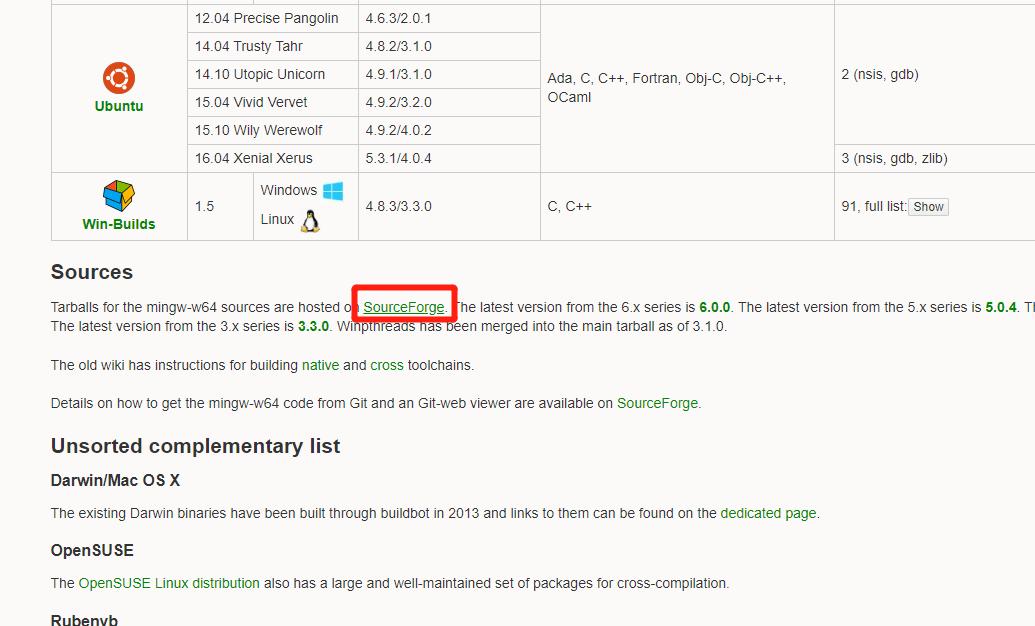 12.04 Precise Pangolin 4.6.3/2.0.1
14.04 Trusty Tahr 4.8.2/3.1.0
14.10 Utopic Unicorn 4.9.1/3.1.0
Ada, C, C++, Fortran, Obj-C, Obj-C++,
OCaml
2 (nsis, gdb)
Ubuntu
15.04 Vivid Vervet 4.9.2/3.2.0
15.10 Wily Werewolf 4.9.2/4.0.2
16.04 Xenial Xerus 5.3.1/4.0.4 3 (nsis, gdb, zlib)
Win-Builds
1.5
Windows
Linux
4.8.3/3.3.0
C, C++
91, full list: Show
Sources
Tarballs for the mingw-w64 sources are hosted on SourceForge. The latest version from the 6.x series is 6.0.0. The latest version from the 5.x series is 5.0.4.
The latest version from the 3.x series is 3.3.0. Winpthreads has been merged into the main tarball as of 3.1.0.
The old wiki has instructions for building native and cross toolchains.
Details on how to get the mingw-w64 code from Git and an Git-web viewer are available on SourceForge.
Unsorted complementary list
Darwin/Mac OS X
The existing Darwin binaries have been built through buildbot in 2013 and links to them can be found on the dedicated page.
OpenSUSE
The OpenSUSE Linux distribution also has a large and well-maintained set of packages for cross-compilation.
Rubenvb